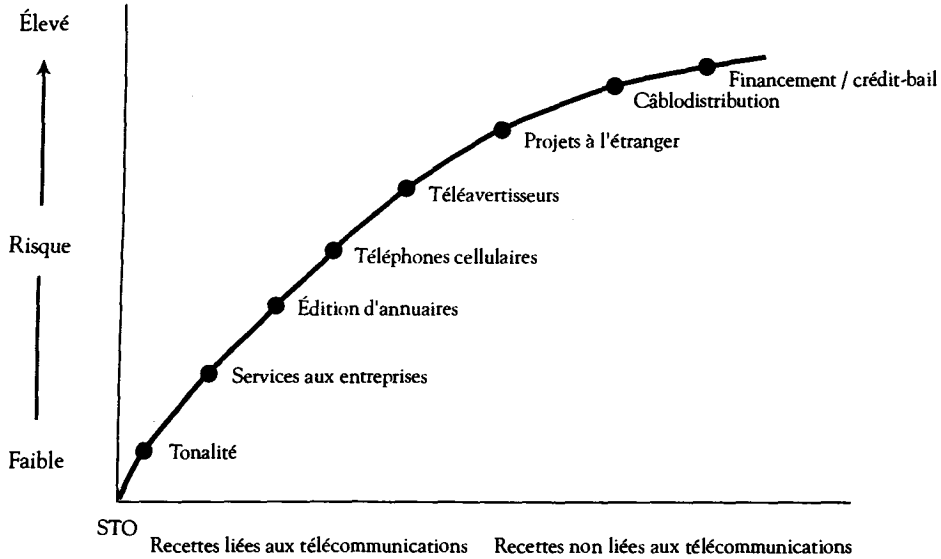 Élevé
Financement / crédit-bail
Câblodistribution
Projets à l'étranger
Téléavertisseurs
Risque
Téléphones cellulaires
Édition d'annuaires
Services aux entreprises
Faible
Tonalité
STO
Recettes liées aux télécommunications
Recettes non liées aux télécommunications